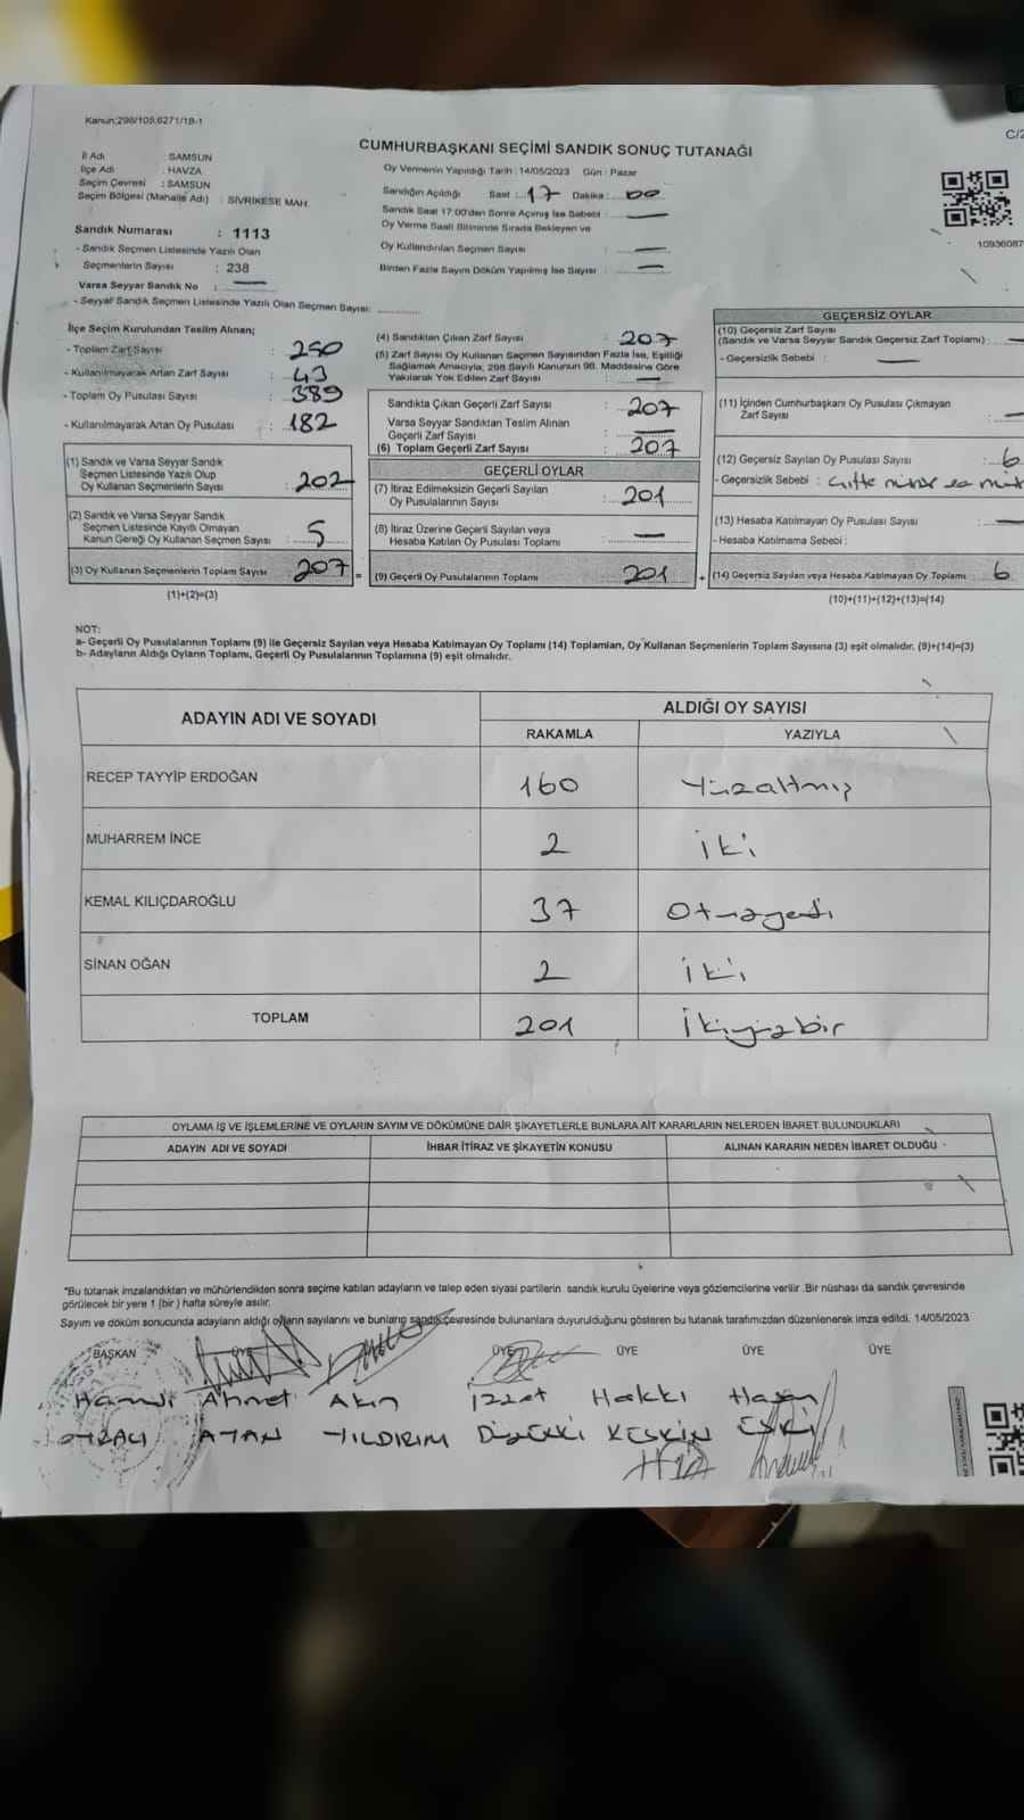 Kanun:298/105,6271/18-1
C/2
CUMHURBAŞKANI SEÇİMİ SANDIK SONUÇ TUTANAĞI
İl Adı : SAMSUN
İlçe Adı : HAVZA
Seçim Çevresi : SAMSUN
Seçim Bölgesi (Mahalle Adı) : SİVRİKESE MAH.
Sandık Numarası : 1113
- Sandık Seçmen Listesinde Yazılı Olan
Seçmenlerin Sayısı : 238
Varsa Seyyar Sandık No : —
- Seyyar Sandık Seçmen Listesinde Yazılı Olan Seçmen Sayısı:
Oy Vermenin Yapıldığı Tarih : 14/05/2023 Gün : Pazar
Sandığın Açıldığı Saat : 17 Dakika : 00
Sandık Saat 17:00'den Sonra Açılmış İse Sebebi : —
Oy Verme Saati Bitiminde Sırada Bekleyen ve
Oy Kullandırılan Seçmen Sayısı : —
Birden Fazla Sayım Döküm Yapılmış İse Sayısı : —
10936087
İlçe Seçim Kurulundan Teslim Alınan;
- Toplam Zarf Sayısı : 250
- Kullanılmayarak Artan Zarf Sayısı : 43
- Toplam Oy Pusulası Sayısı : 389
- Kullanılmayarak Artan Oy Pusulası : 182
(1) Sandık ve Varsa Seyyar Sandık
Seçmen Listesinde Yazılı Olup
Oy Kullanan Seçmenlerin Sayısı : 202
(2) Sandık ve Varsa Seyyar Sandık
Seçmen Listesinde Kayıtlı Olmayan
Kanun Gereği Oy Kullanan Seçmen Sayısı : 5
(3) Oy Kullanan Seçmenlerin Toplam Sayısı 207 =
(1)+(2)=(3)
(4) Sandıktan Çıkan Zarf Sayısı : 207
(5) Zarf Sayısı Oy Kullanan Seçmen Sayısından Fazla İse, Eşitliği
Sağlamak Amacıyla, 298 Sayılı Kanunun 98. Maddesine Göre
Yakılarak Yok Edilen Zarf Sayısı : —
Sandıkta Çıkan Geçerli Zarf Sayısı : 207
Varsa Seyyar Sandıktan Teslim Alınan
Geçerli Zarf Sayısı : —
(6) Toplam Geçerli Zarf Sayısı : 207
GEÇERLİ OYLAR
(7) İtiraz Edilmeksizin Geçerli Sayılan
Oy Pusulalarının Sayısı : 201
(8) İtiraz Üzerine Geçerli Sayılan veya
Hesaba Katılan Oy Pusulası Toplamı : —
(9) Geçerli Oy Pusulalarının Toplamı 201 +
GEÇERSİZ OYLAR
(10) Geçersiz Zarf Sayısı
(Sandık ve Varsa Seyyar Sandık Geçersiz Zarf Toplamı) : —
- Geçersizlik Sebebi : —
(11) İçinden Cumhurbaşkanı Oy Pusulası Çıkmayan
Zarf Sayısı : —
(12) Geçersiz Sayılan Oy Pusulası Sayısı : 6
- Geçersizlik Sebebi : çifte mühür
(13) Hesaba Katılmayan Oy Pusulası Sayısı : —
- Hesaba Katılmama Sebebi :
(14) Geçersiz Sayılan veya Hesaba Katılmayan Oy Toplamı : 6
(10)+(11)+(12)+(13)=(14)
NOT:
a- Geçerli Oy Pusulalarının Toplamı (9) ile Geçersiz Sayılan veya Hesaba Katılmayan Oy Toplamı (14) Toplamları, Oy Kullanan Seçmenlerin Toplam Sayısına (3) eşit olmalıdır. (9)+(14)=(3)
b- Adayların Aldığı Oyların Toplamı, Geçerli Oy Pusulalarının Toplamına (9) eşit olmalıdır.
ADAYIN ADI VE SOYADI ALDIĞI OY SAYISI
RAKAMLA YAZIYLA
RECEP TAYYİP ERDOĞAN 160 Yüzaltmış
MUHARREM İNCE 2 iki
KEMAL KILIÇDAROĞLU 37 Otuzyedi
SİNAN OĞAN 2 iki
TOPLAM 201 İkiyüzbir
OYLAMA İŞ VE İŞLEMLERİNE VE OYLARIN SAYIM VE DÖKÜMÜNE DAİR ŞİKAYETLERLE BUNLARA AİT KARARLARIN NELERDEN İBARET BULUNDUKLARI
ADAYIN ADI VE SOYADI İHBAR İTİRAZ VE ŞİKAYETİN KONUSU ALINAN KARARIN NEDEN İBARET OLDUĞU
"Bu tutanak imzalandıktan ve mühürlendikten sonra seçime katılan adayların ve talep eden siyasi partilerin sandık kurulu üyelerine veya gözlemcilerine verilir. Bir nüshası da sandık çevresinde
görülecek bir yere 1 (bir ) hafta süreyle asılır.
Sayım ve döküm sonucunda adayların aldığı oyların sayılarını ve bunların sandık çevresinde bulunanlara duyurulduğunu gösteren bu tutanak tarafımızdan düzenlenerek imza edildi. 14/05/2023
BAŞKAN ÜYE ÜYE ÜYE ÜYE ÜYE
Hamdi Ahmet Akın İzzet Hakkı Hasan
AYAN YILDIRIM KESKİN ESKİ